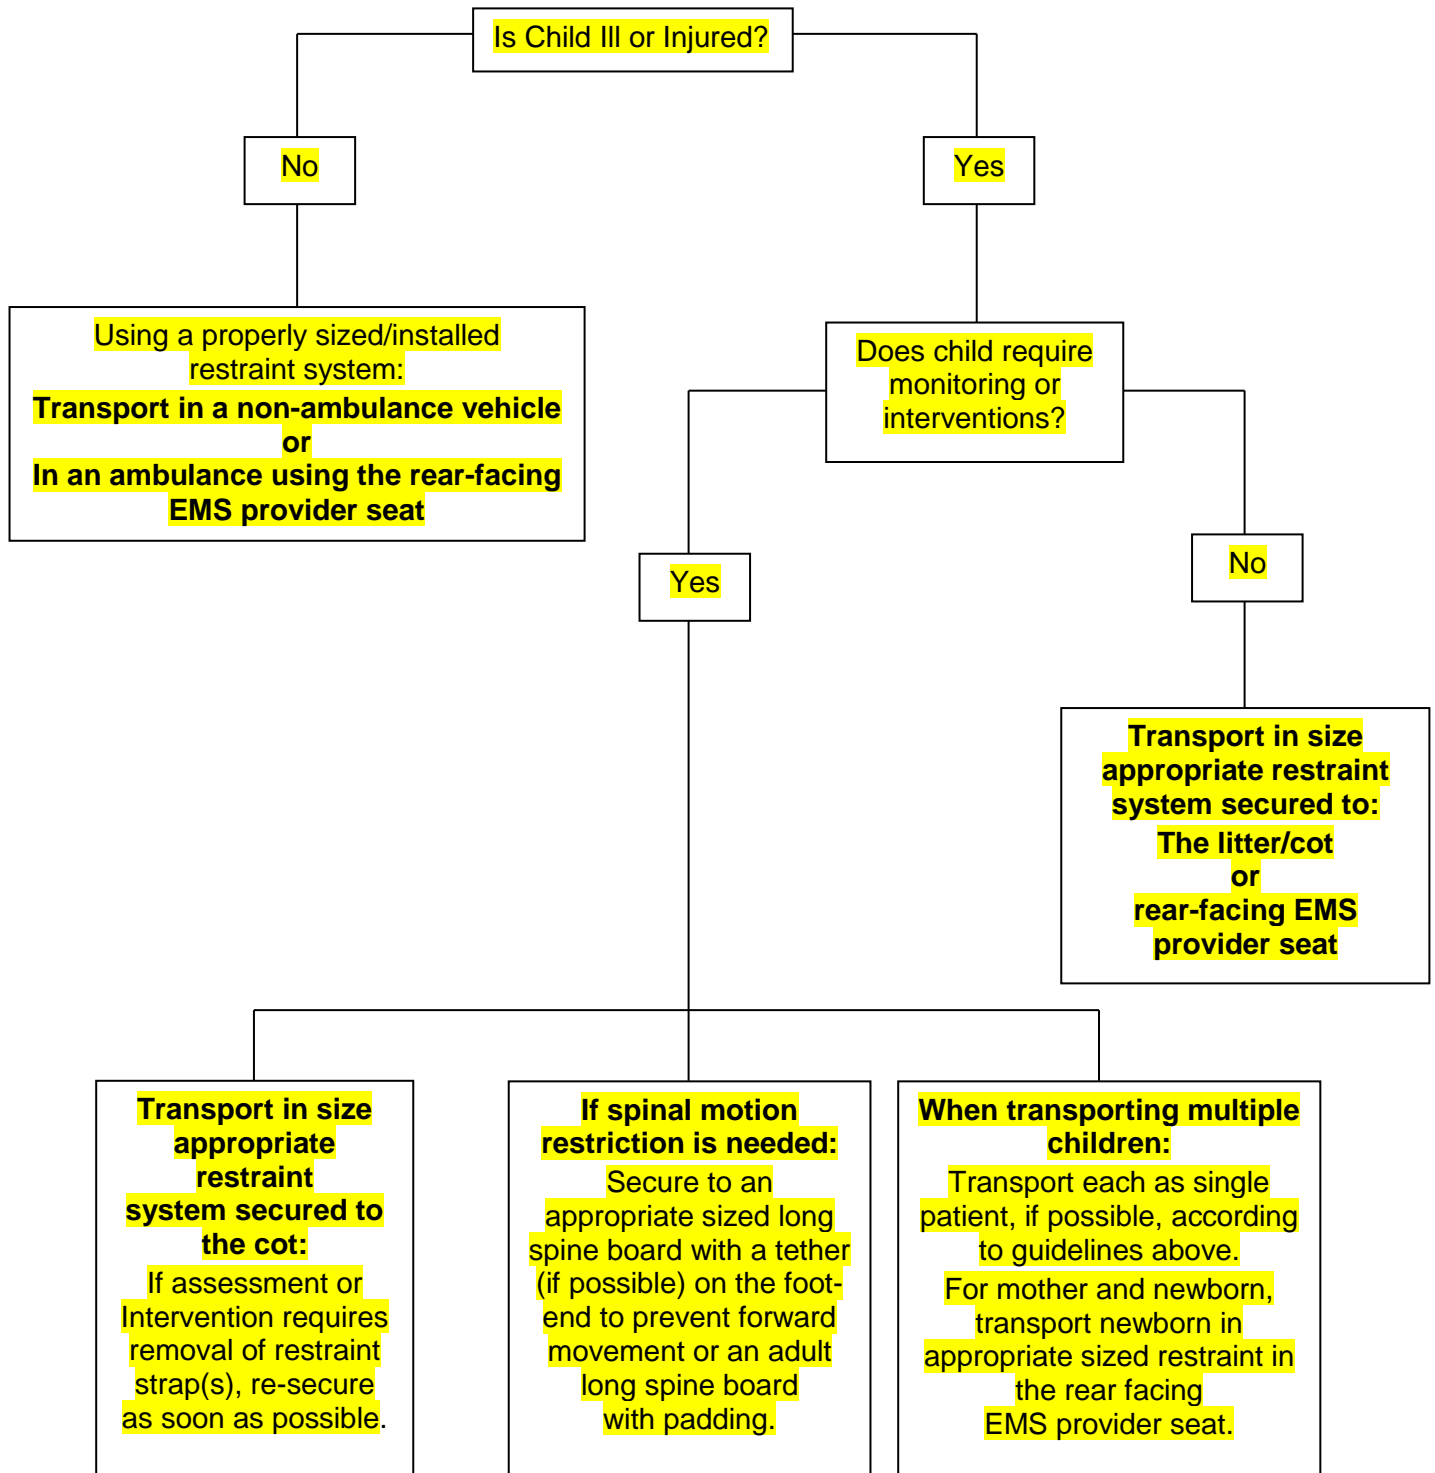 Is Child Ill or Injured?
No
Yes
Using a properly sized/installed
restraint system:
Transport in a non-ambulance vehicle
or
In an ambulance using the rear-facing
EMS provider seat
Does child require
monitoring or
interventions?
Yes
No
Transport in size
appropriate restraint
system secured to:
The litter/cot
or
rear-facing EMS
provider seat
Transport in size
appropriate
restraint
system secured to
the cot:
If assessment or
Intervention requires
removal of restraint
strap(s), re-secure
as soon as possible.
If spinal motion
restriction is needed:
Secure to an
appropriate sized long
spine board with a tether
(if possible) on the foot-
end to prevent forward
movement or an adult
long spine board
with padding.
When transporting multiple
children:
Transport each as single
patient, if possible, according
to guidelines above.
For mother and newborn,
transport newborn in
appropriate sized restraint in
the rear facing
EMS provider seat.